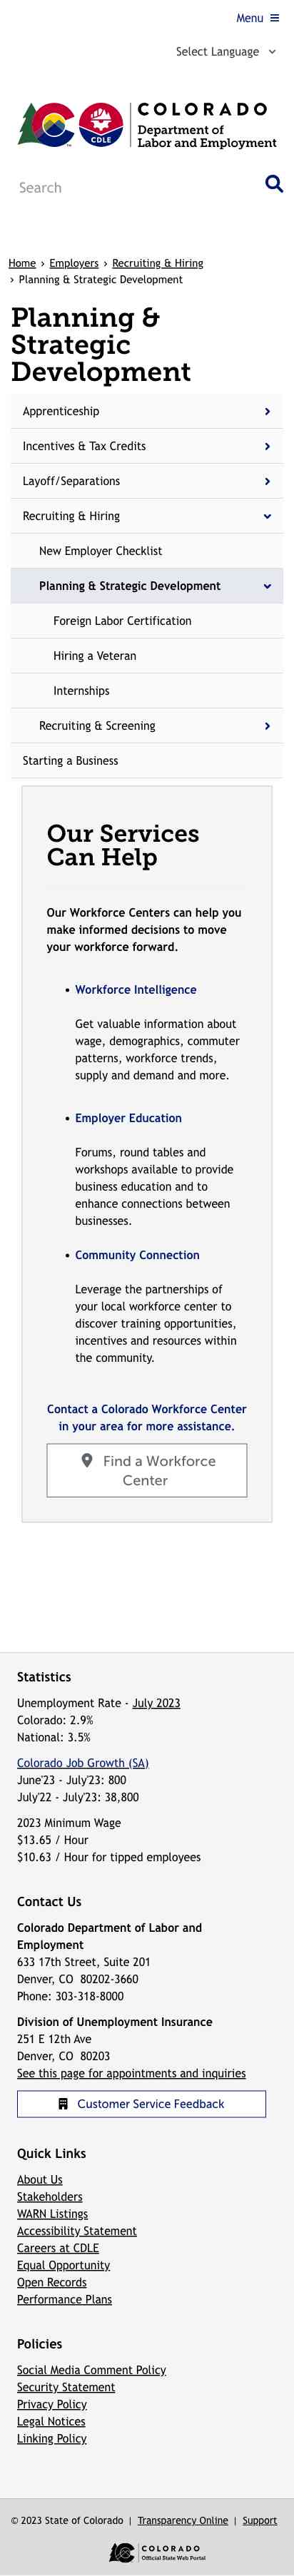 Menu
Select Language
COLORADO
Department of
Labor and Employment
CDLE
Search
Home › Employers › Recruiting & Hiring
› Planning & Strategic Development
Planning &
Strategic
Development
Apprenticeship
Incentives & Tax Credits
Layoff/Separations
Recruiting & Hiring
New Employer Checklist
Planning & Strategic Development
Foreign Labor Certification
Hiring a Veteran
Internships
Recruiting & Screening
Starting a Business
Our Services
Can Help
Our Workforce Centers can help you
make informed decisions to move
your workforce forward.
• Workforce Intelligence
Get valuable information about
wage, demographics, commuter
patterns, workforce trends,
supply and demand and more.
• Employer Education
Forums, round tables and
workshops available to provide
business education and to
enhance connections between
businesses.
• Community Connection
Leverage the partnerships of
your local workforce center to
discover training opportunities,
incentives and resources within
the community.
Contact a Colorado Workforce Center
in your area for more assistance.
Find a Workforce
Center
Statistics
Unemployment Rate - July 2023
Colorado: 2.9%
National: 3.5%
Colorado Job Growth (SA)
June'23 - July'23: 800
July'22 - July'23: 38,800
2023 Minimum Wage
$13.65 / Hour
$10.63 / Hour for tipped employees
Contact Us
Colorado Department of Labor and
Employment
633 17th Street, Suite 201
Denver, CO 80202-3660
Phone: 303-318-8000
Division of Unemployment Insurance
251 E 12th Ave
Denver, CO 80203
See this page for appointments and inquiries
Customer Service Feedback
Quick Links
About Us
Stakeholders
WARN Listings
Accessibility Statement
Careers at CDLE
Equal Opportunity
Open Records
Performance Plans
Policies
Social Media Comment Policy
Security Statement
Privacy Policy
Legal Notices
Linking Policy
© 2023 State of Colorado | Transparency Online | Support
COLORADO
Official State Web Portal